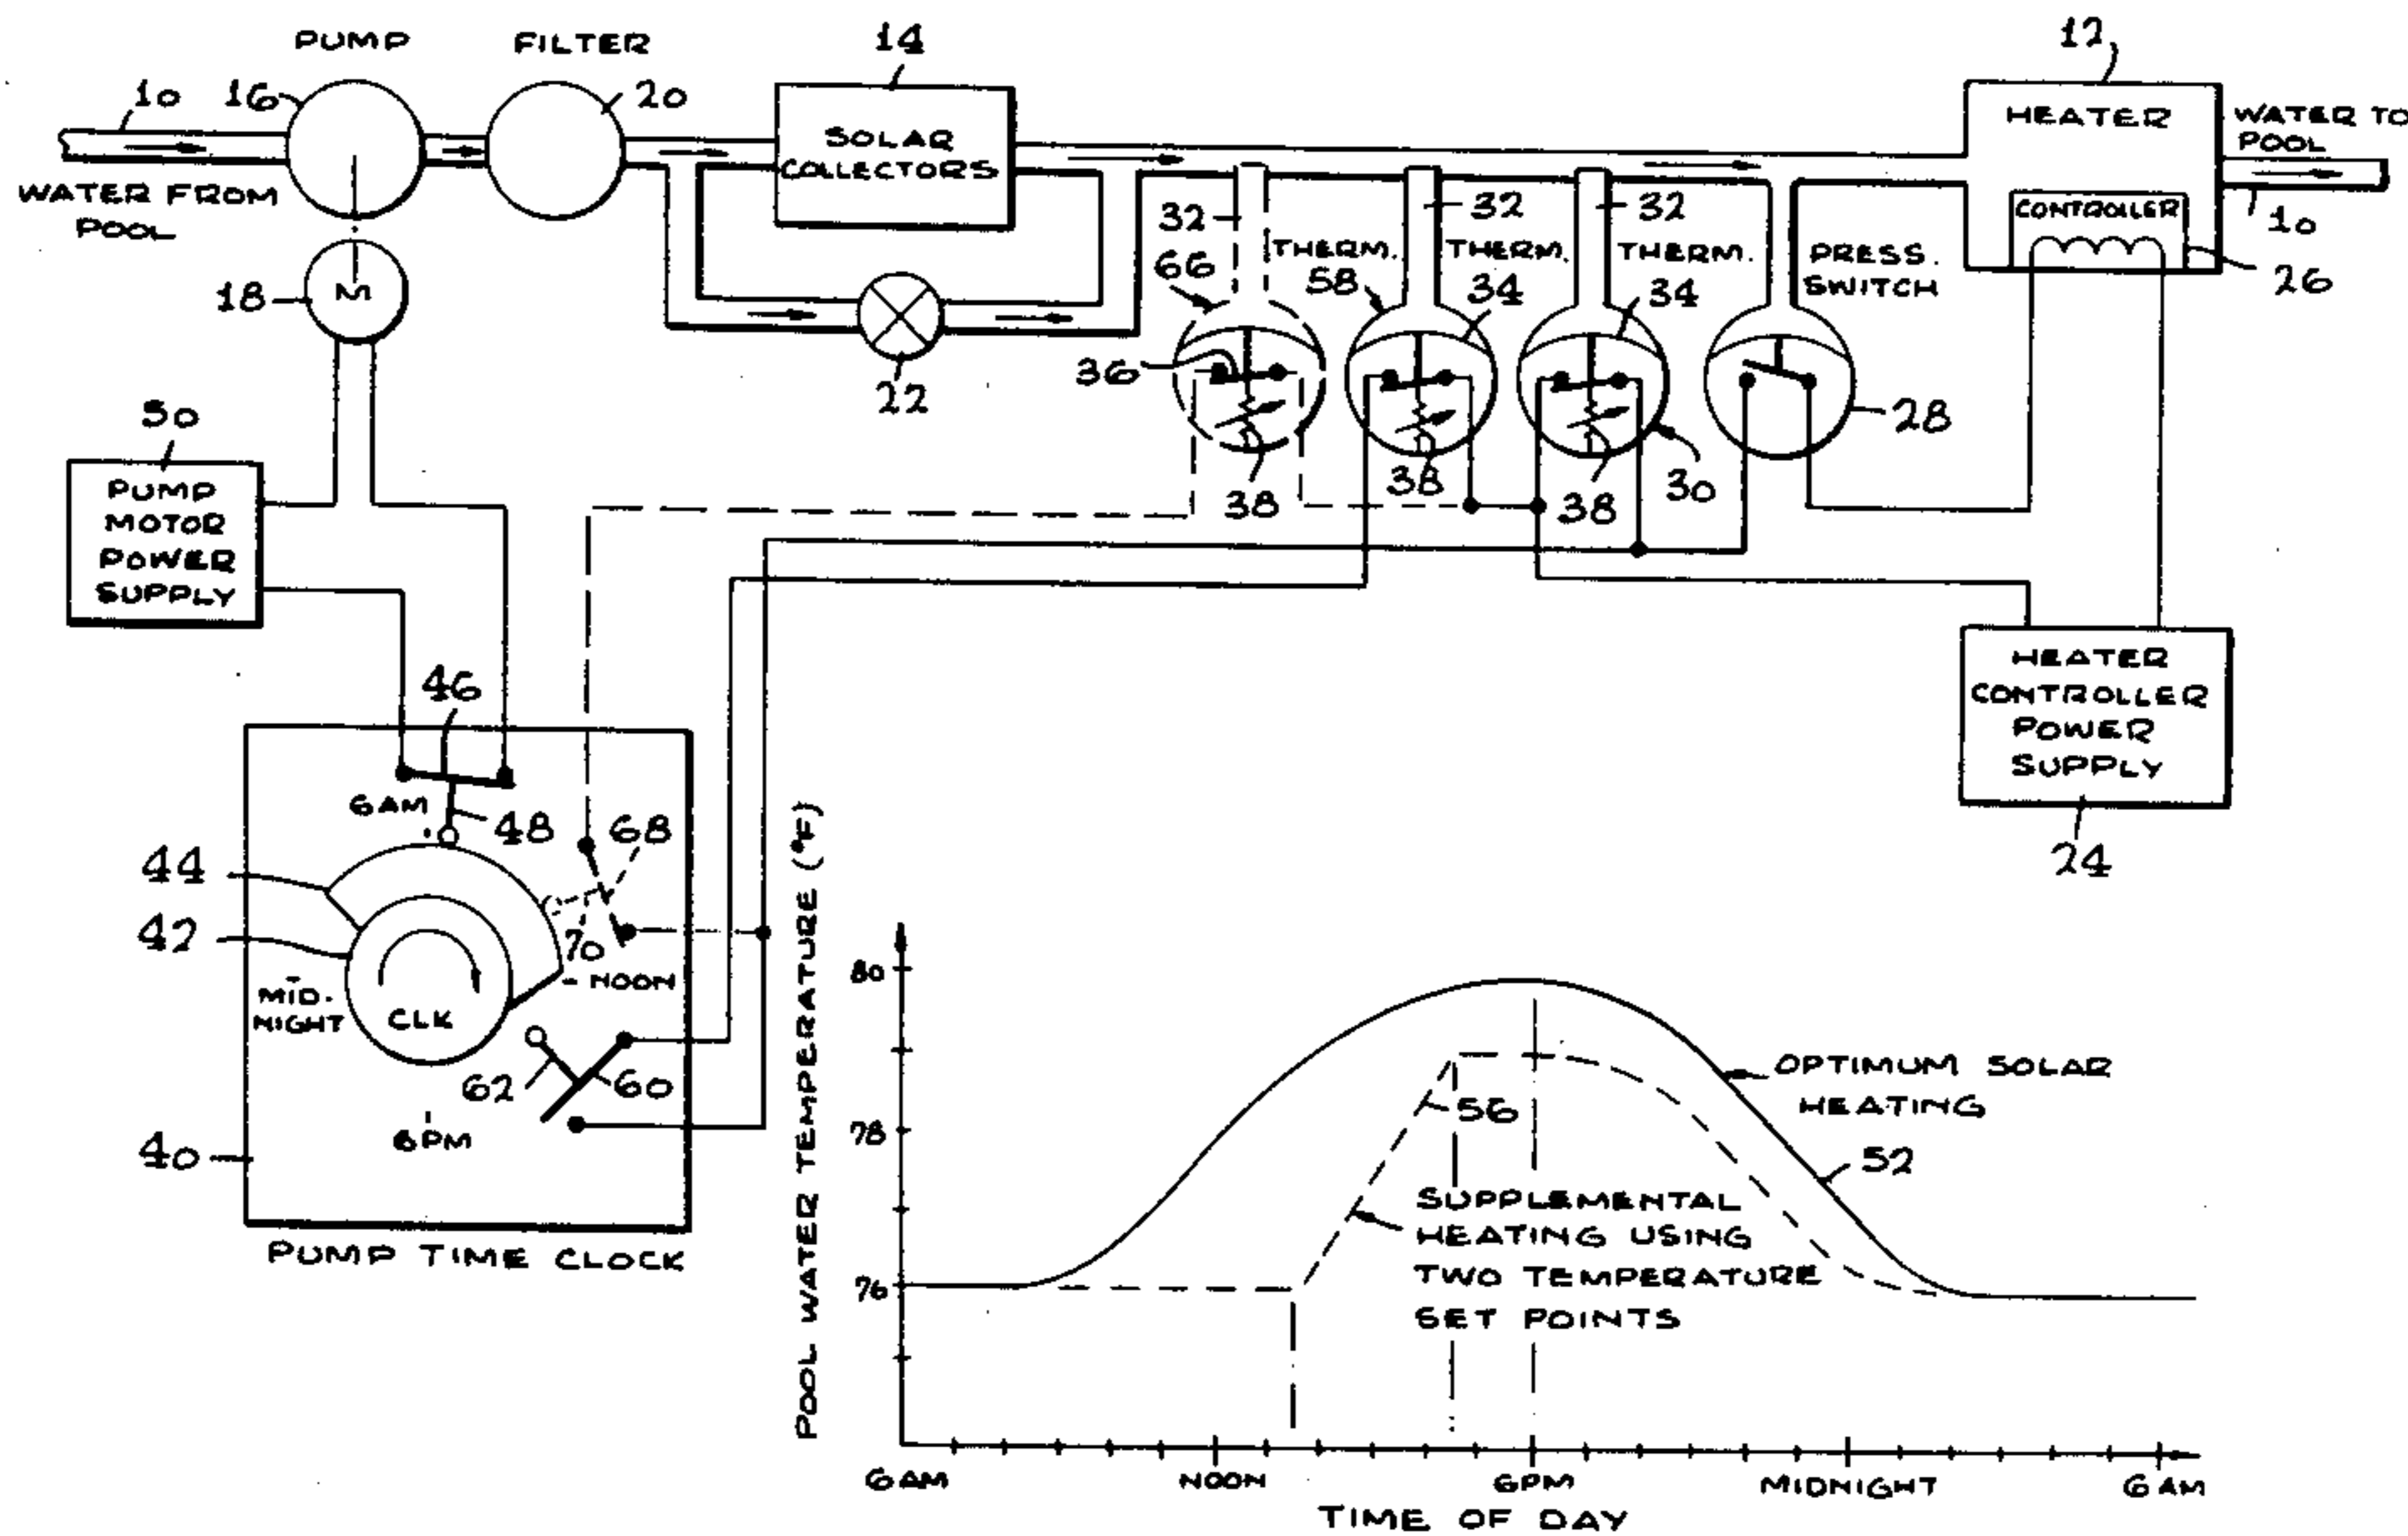 PUMP
FILTER
14
12
10
16
20
SOLAR
COLLECTORS
HEATER
WATER TO
POOL
WATER FROM
POOL
CONTROLLER
10
26
32
32
32
THERM.
THERM.
THERM.
PRESS.
SWITCH
66
58
34
34
18
M
22
36
28
38
38
38
30
50
PUMP
MOTOR
POWER
SUPPLY
HEATER
CONTROLLER
POWER
SUPPLY
24
46
6AM
48
68
44
42
70
NOON
MID-
NIGHT
CLK
62
60
6PM
40
PUMP TIME CLOCK
POOL WATER TEMPERATURE (°F)
80
78
76
OPTIMUM SOLAR
HEATING
52
56
SUPPLEMENTAL
HEATING USING
TWO TEMPERATURE
SET POINTS
6AM
NOON
6PM
MIDNIGHT
6AM
TIME OF DAY